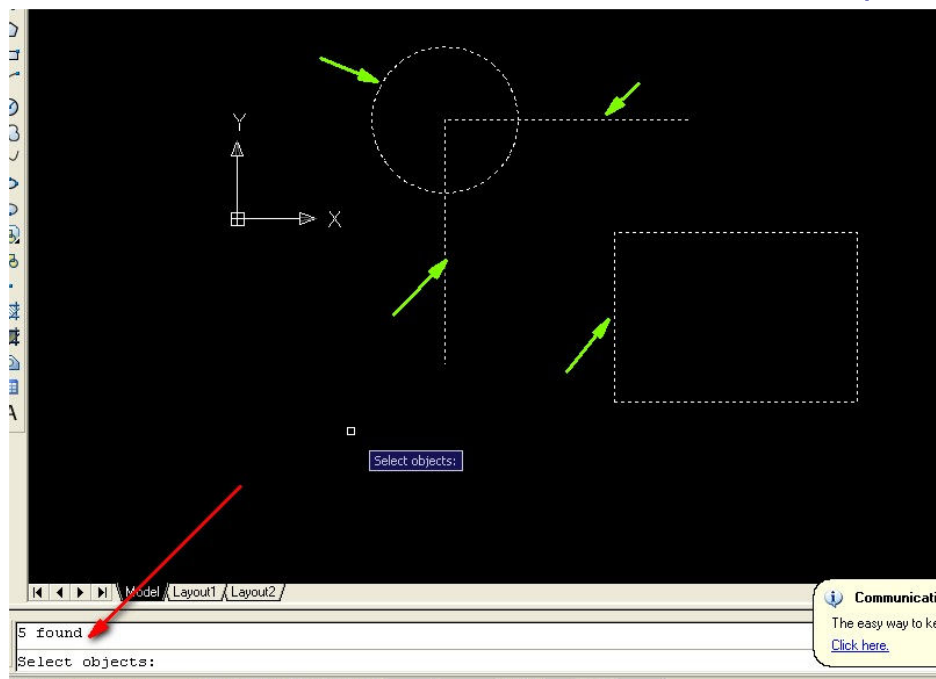 Y
X
A
Select objects:
Model
Layout1
Layout2
Communicati
The easy way to ke
Click here.
5 found
Select objects: